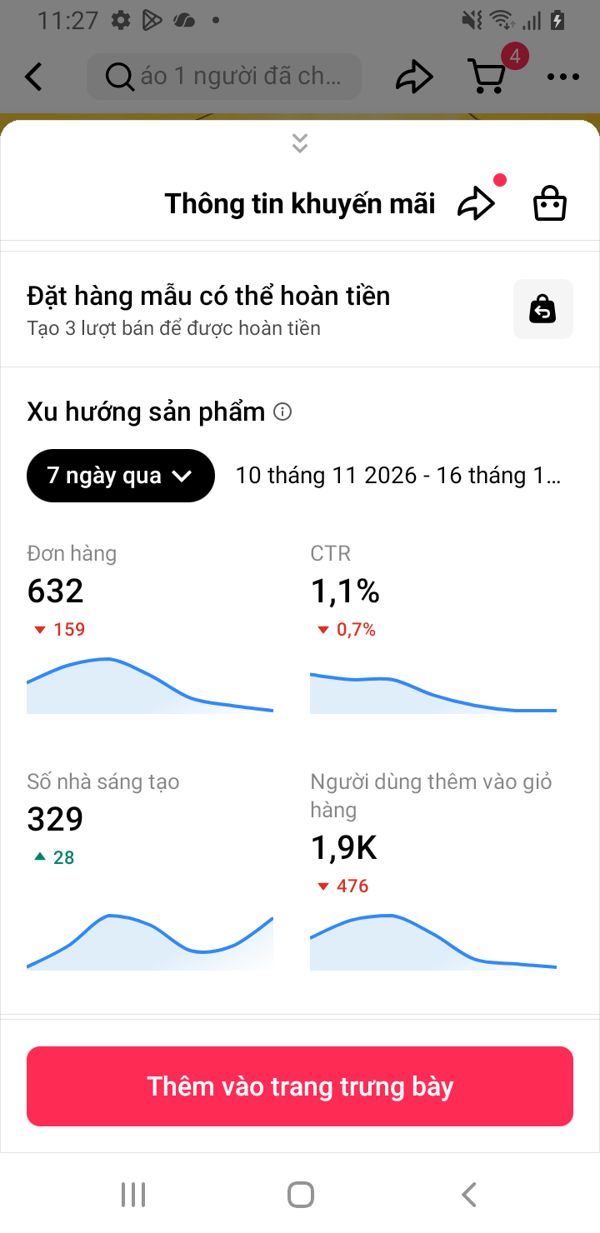 11:27
áo 1 người đã ch...
4
Thông tin khuyến mãi
Đặt hàng mẫu có thể hoàn tiền
Tạo 3 lượt bán để được hoàn tiền
Xu hướng sản phẩm
7 ngày qua
10 tháng 11 2026 - 16 tháng 1...
Đơn hàng
632
159
CTR
1,1%
0,7%
Số nhà sáng tạo
329
28
Người dùng thêm vào giỏ
hàng
1,9K
476
Thêm vào trang trưng bày